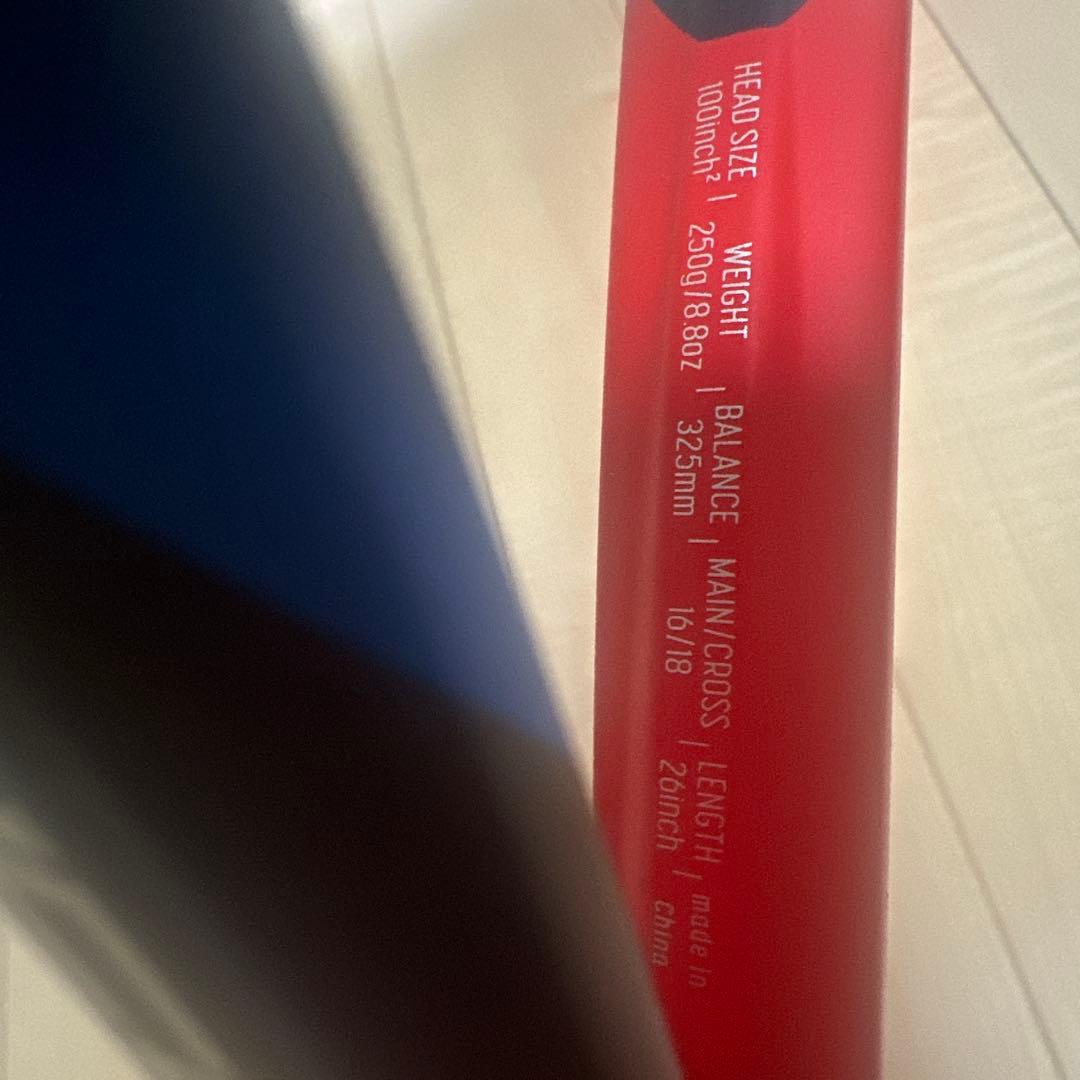 HEAD SIZE | WEIGHT | BALANCE | MAIN/CROSS | LENGTH | made in
100inch² | 250g/8.8oz | 325mm | 16/18 | 26inch | china